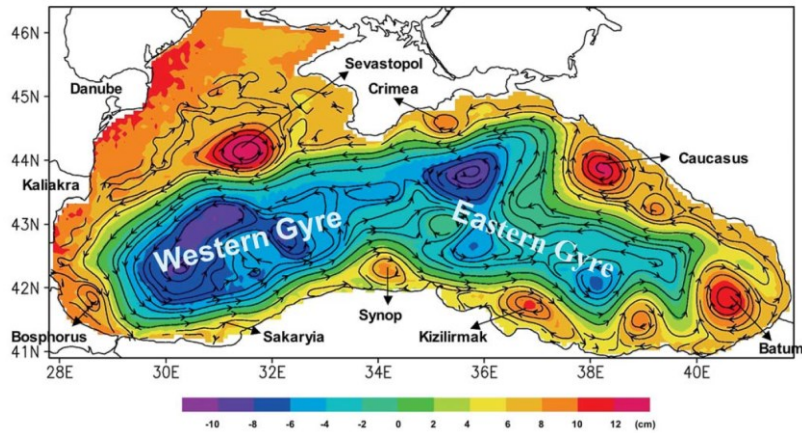 46N
Sevastopol
Danube
Crimea
45N
44N
Caucasus
Kaliakra
43N
Western Gyre
Eastern Gyre
42N
Synop
Bosphorus
Sakaryia
Kizilirmak
Batum
41N
28E 30E 32E 34E 36E 38E 40E
-10 -8 -6 -4 -2 0 2 4 6 8 10 12 (cm)